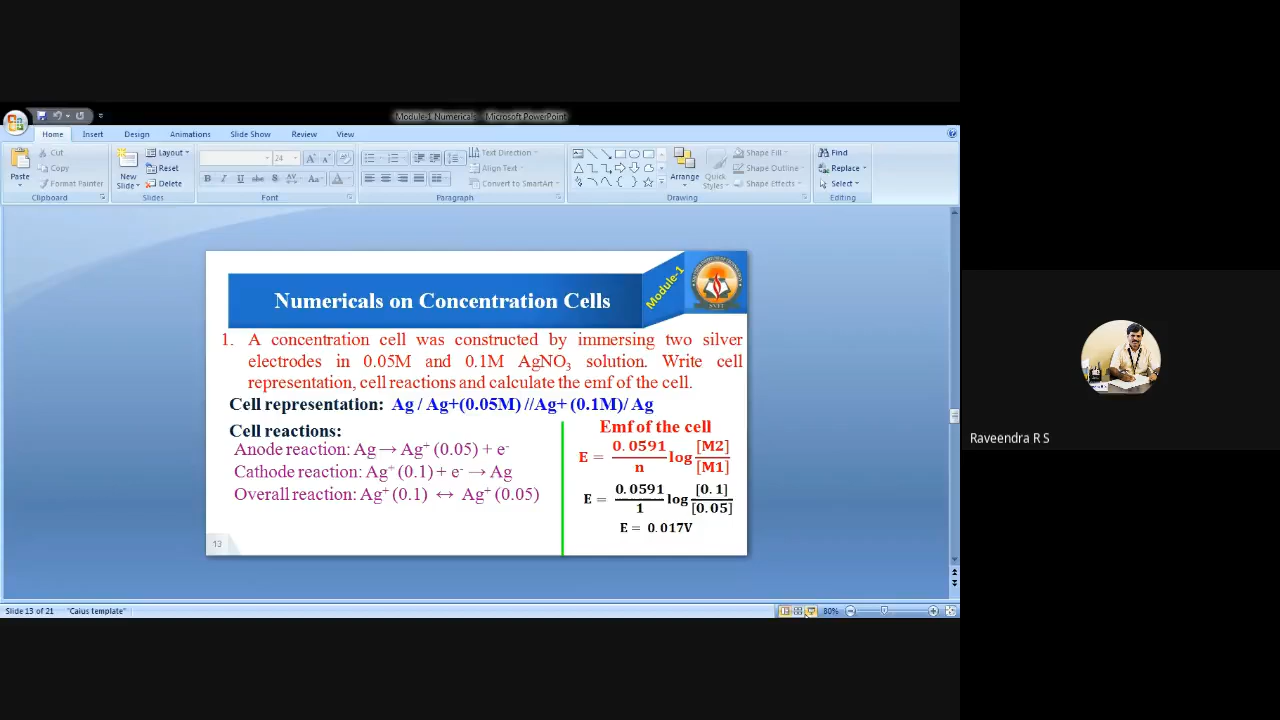 Module-1 Numericals - Microsoft PowerPoint
Home Insert Design Animations Slide Show Review View
Paste
Cut
Copy
Format Painter
Clipboard
New Slide
Layout
Reset
Delete
Slides
24
B I U abc S AV Aa A
Font
Text Direction
Align Text
Convert to SmartArt
Paragraph
Arrange
Quick Styles
Shape Fill
Shape Outline
Shape Effects
Drawing
Find
Replace
Select
Editing
Numericals on Concentration Cells
Module-1
1. A concentration cell was constructed by immersing two silver
electrodes in 0.05M and 0.1M AgNO₃ solution. Write cell
representation, cell reactions and calculate the emf of the cell.
Cell representation: Ag / Ag+(0.05M) //Ag+ (0.1M)/ Ag
Cell reactions:
Anode reaction: Ag → Ag⁺ (0.05) + e⁻
Cathode reaction: Ag⁺ (0.1) + e⁻ → Ag
Overall reaction: Ag⁺ (0.1) ↔ Ag⁺ (0.05)
Emf of the cell
E = 0.0591/n log [M2]/[M1]
E = 0.0591/1 log [0.1]/[0.05]
E = 0.017V
13
Slide 13 of 21 "Caius template" 80%
Raveendra R S